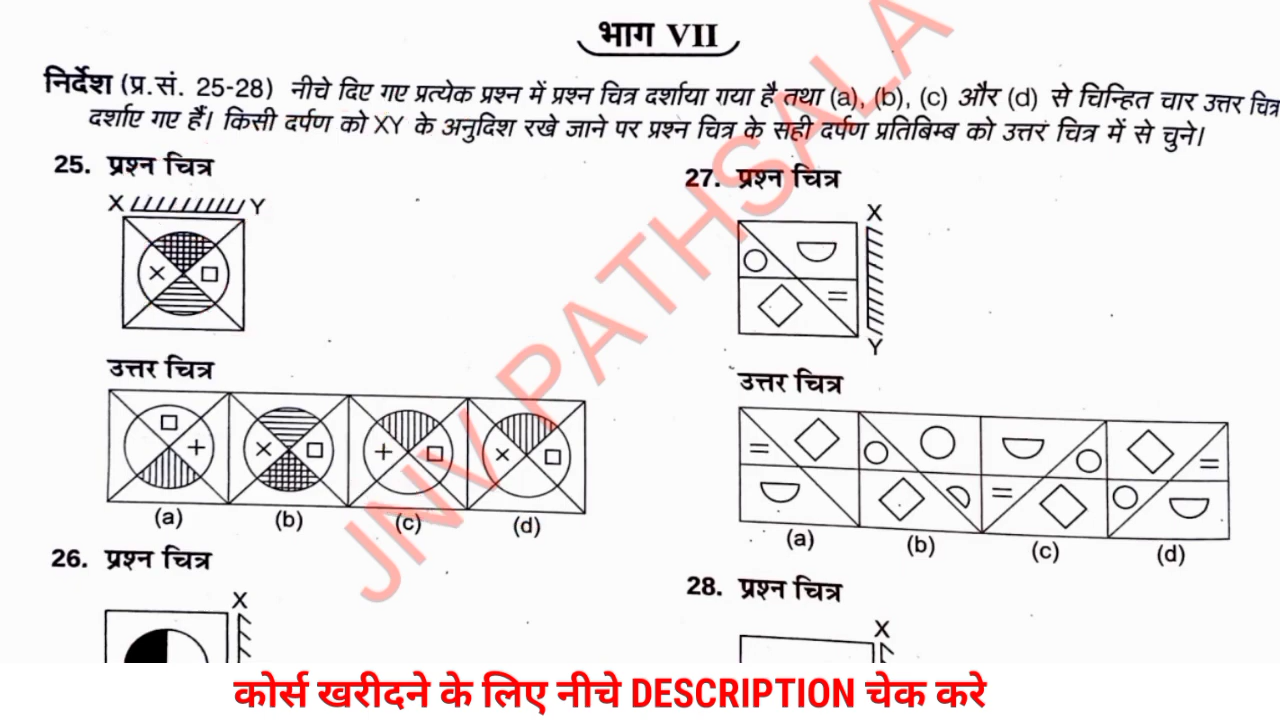 भाग VII
निर्देश (प्र.सं. 25-28) नीचे दिए गए प्रत्येक प्रश्न में प्रश्न चित्र दर्शाया गया है तथा (a), (b), (c) और (d) से चिन्हित चार उत्तर चित्र
दर्शाए गए हैं। किसी दर्पण को XY के अनुदिश रखे जाने पर प्रश्न चित्र के सही दर्पण प्रतिबिम्ब को उत्तर चित्र में से चुने।
25. प्रश्न चित्र
X Y
उत्तर चित्र
(a) (b) (c) (d)
26. प्रश्न चित्र
X
27. प्रश्न चित्र
X
Y
उत्तर चित्र
(a) (b) (c) (d)
28. प्रश्न चित्र
X
JNV PATHSALA
कोर्स खरीदने के लिए नीचे DESCRIPTION चेक करे